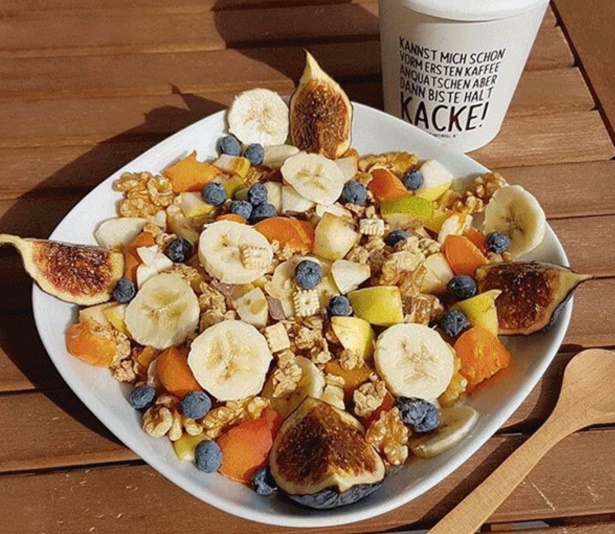 KANNST MICH SCHON
VORM ERSTEN KAFFEE
ANQUATSCHEN ABER
DANN BISTE HALT
KACKE!